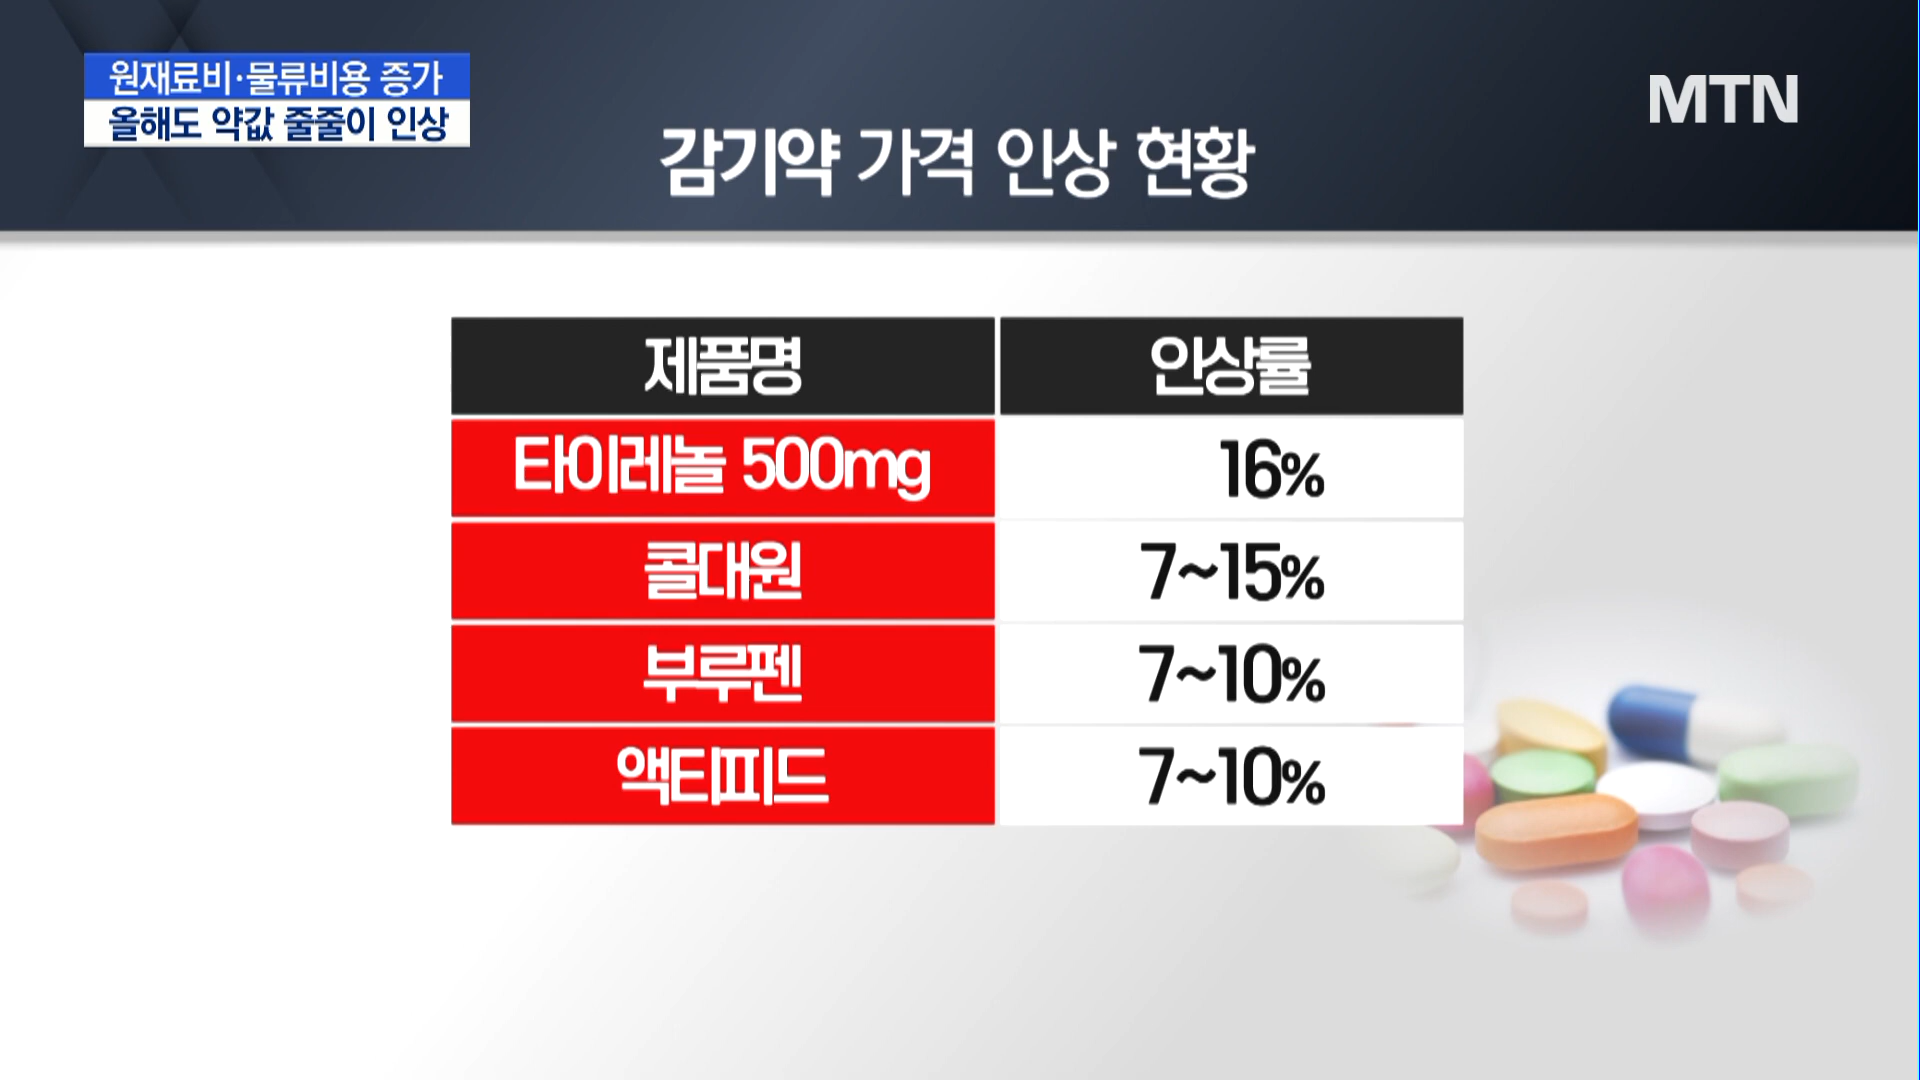 원재료비·물류비용 증가
올해도 약값 줄줄이 인상
MTN
감기약 가격 인상 현황
제품명 인상률
타이레놀 500mg 16%
콜대원 7~15%
부루펜 7~10%
액티피드 7~10%